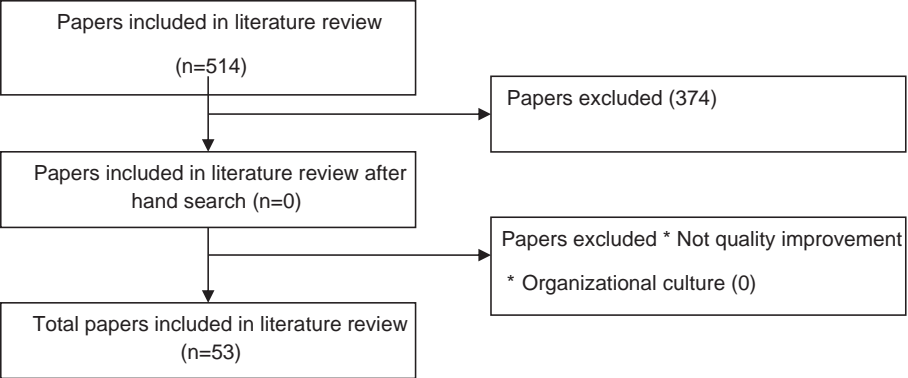 Papers included in literature review
(n=514)
Papers excluded (374)
Papers included in literature review after
hand search (n=0)
Papers excluded * Not quality improvement
* Organizational culture (0)
Total papers included in literature review
(n=53)